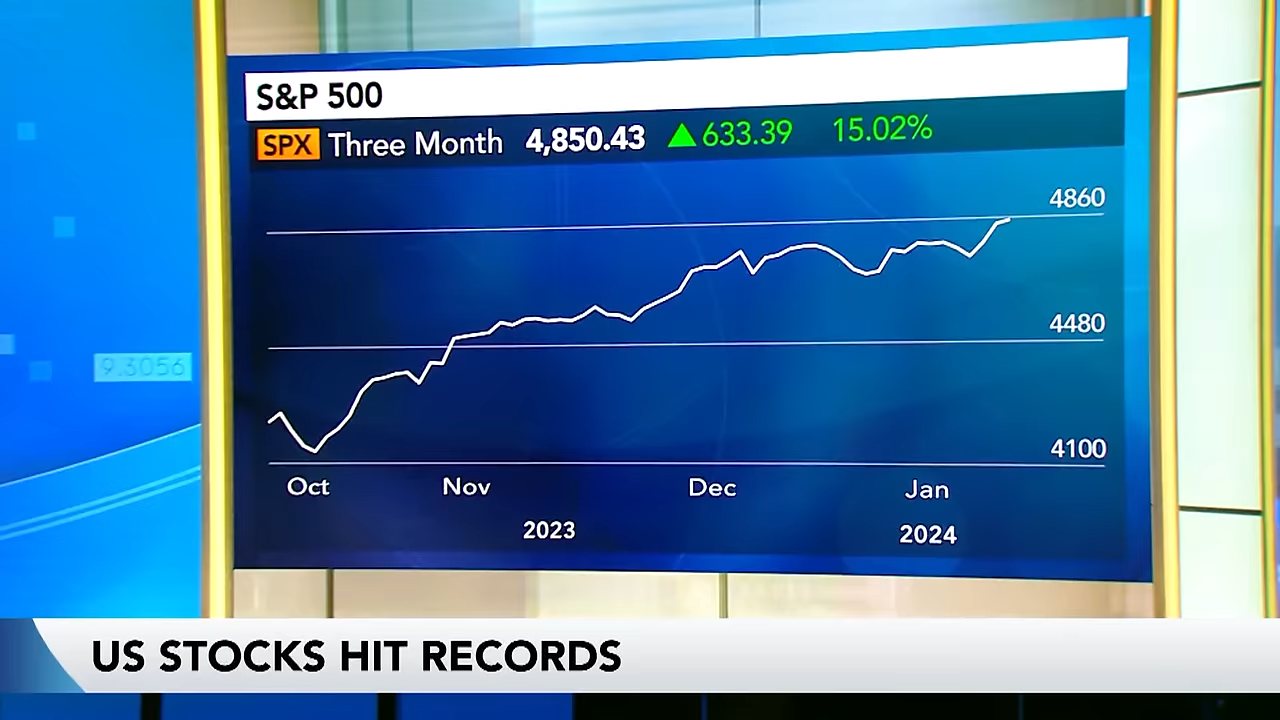 S&P 500
SPX Three Month 4,850.43 ▲633.39 15.02%
4860
4480
9.3056
4100
Oct Nov Dec Jan
2023 2024
US STOCKS HIT RECORDS